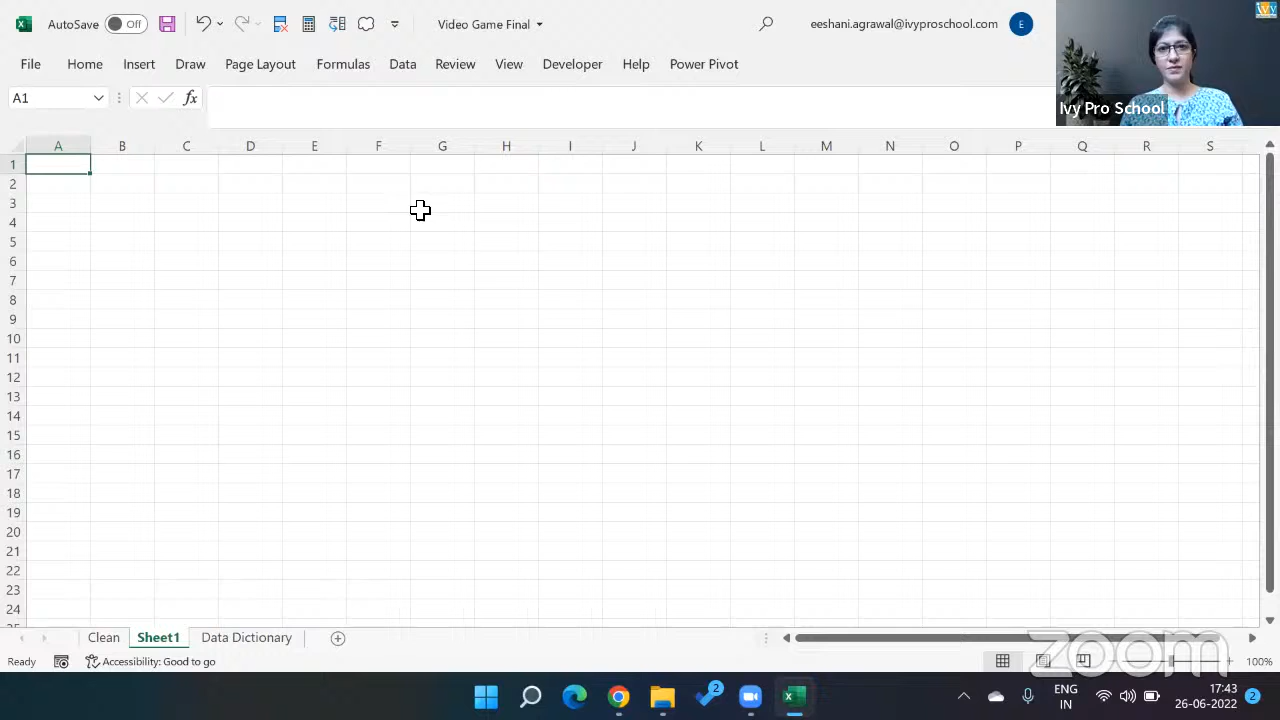 AutoSave Off Video Game Final eeshani.agrawal@ivyproschool.com E
File Home Insert Draw Page Layout Formulas Data Review View Developer Help Power Pivot
Ivy Pro School
A1 fx
A B C D E F G H I J K L M N O P Q R S
1
2
3
4
5
6
7
8
9
10
11
12
13
14
15
16
17
18
19
20
21
22
23
24
Clean Sheet1 Data Dictionary
Ready Accessibility: Good to go 100%
zoom
2 ENG 17:43
IN 26-06-2022 2